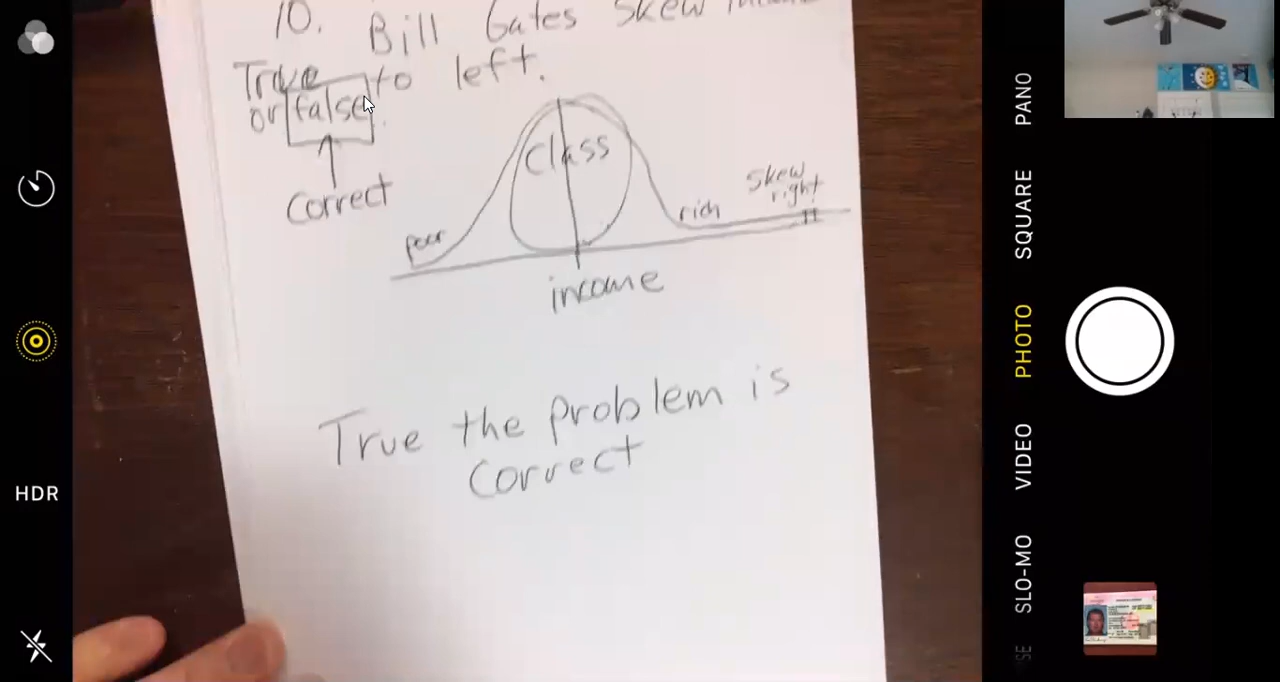 10. Bill Gates skew
True to left.
or false.
Correct
Class
poor
rich
skew
right
income
True the problem is
correct
HDR
PANO
SQUARE
PHOTO
VIDEO
SLO-MO
SE